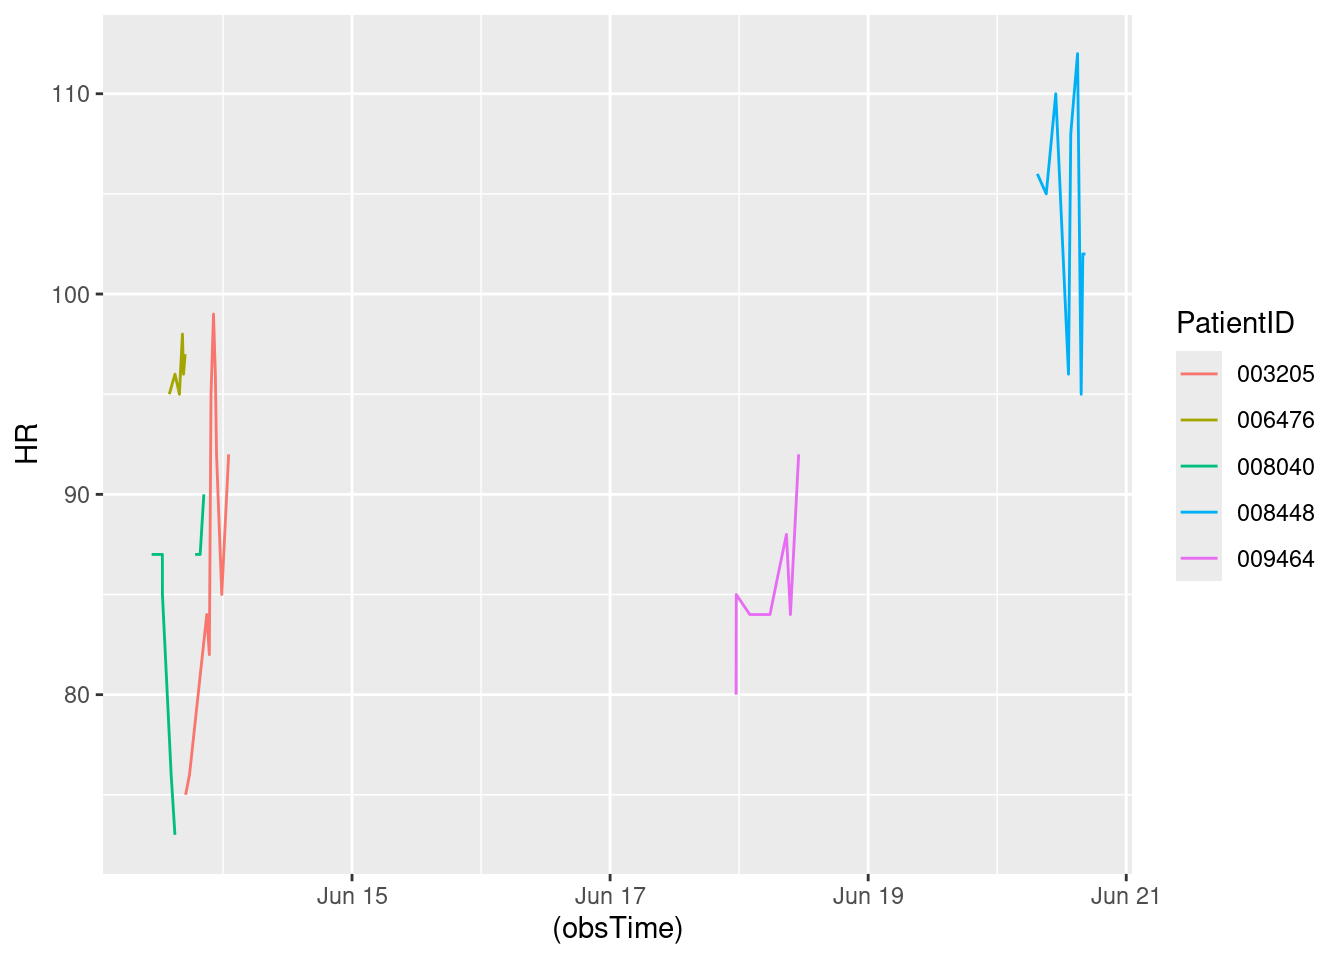 110
100
90
80
HR
Jun 15
Jun 17
Jun 19
Jun 21
(obsTime)
PatientID
003205
006476
008040
008448
009464